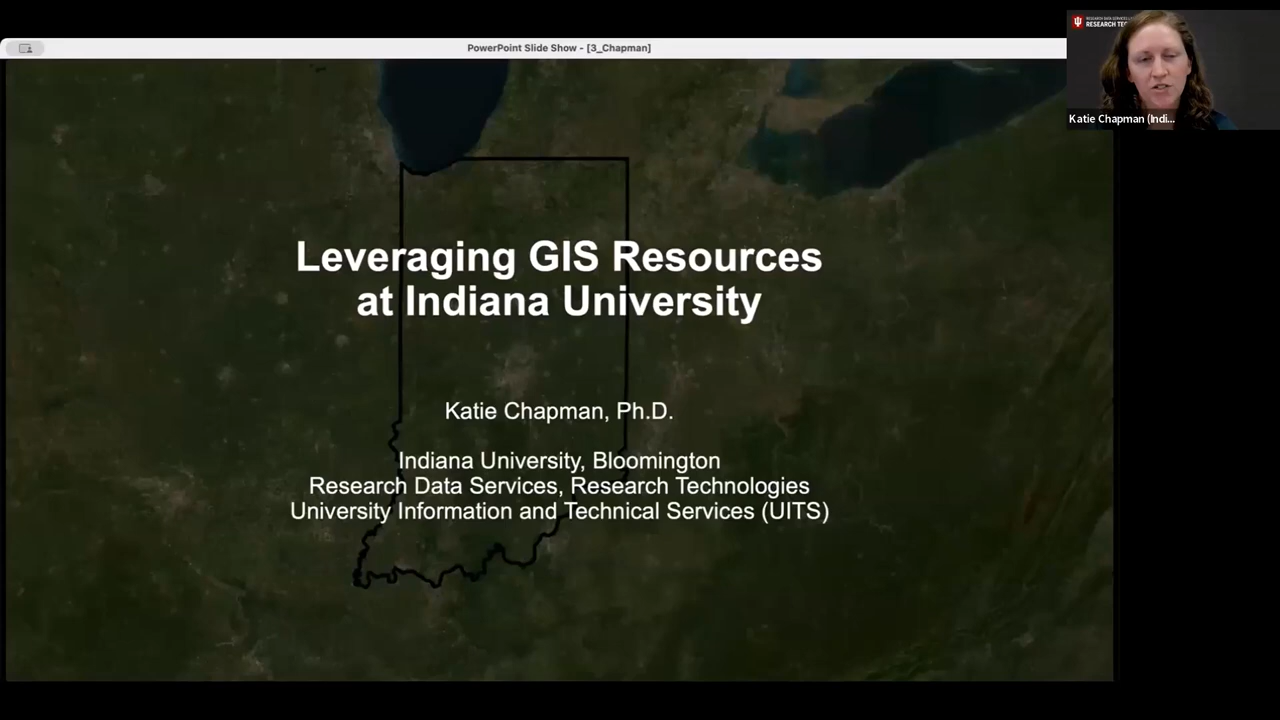 PowerPoint Slide Show - [3_Chapman]
RESEARCH
Katie Chapman (Indi...
Leveraging GIS Resources
at Indiana University
Katie Chapman, Ph.D.
Indiana University, Bloomington
Research Data Services, Research Technologies
University Information and Technical Services (UITS)